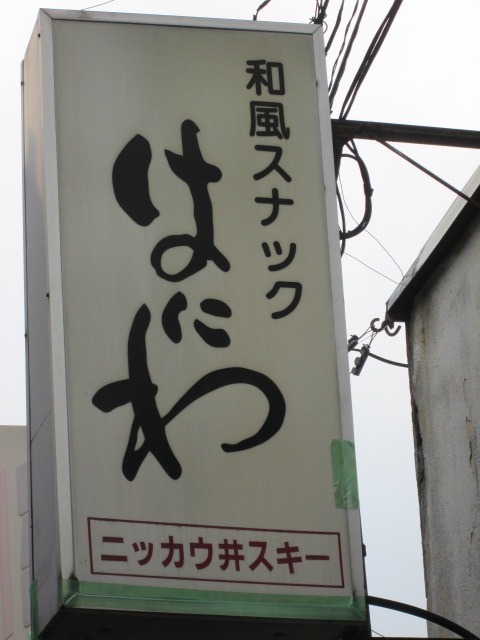 和風スナック
はにわ
ニッカウ井スキー